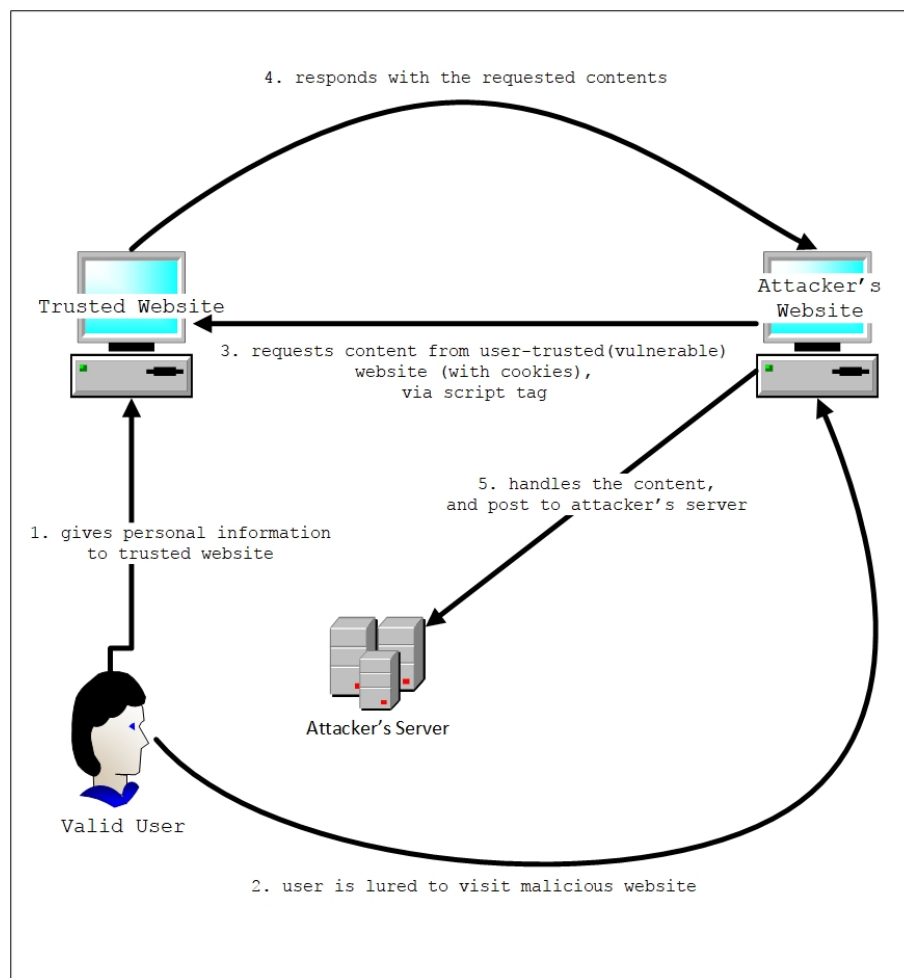 4. responds with the requested contents
Trusted Website
Attacker's
Website
3. requests content from user-trusted(vulnerable)
website (with cookies),
via script tag
5. handles the content,
and post to attacker's server
1. gives personal information
to trusted website
Attacker's Server
Valid User
2. user is lured to visit malicious website